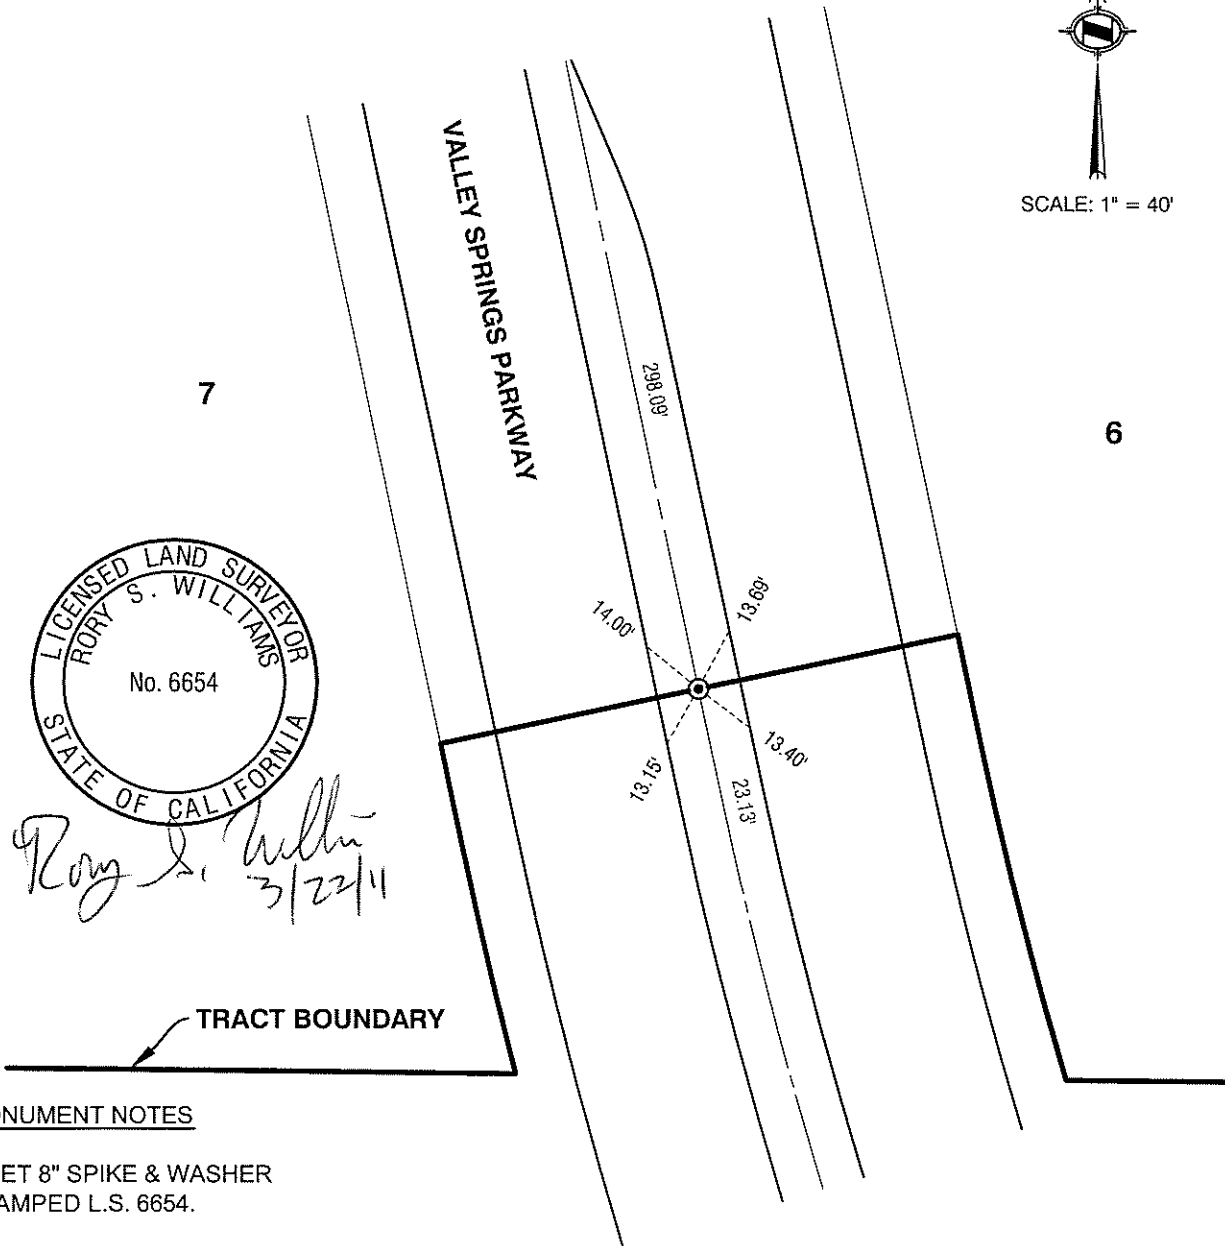 SCALE: 1" = 40'
VALLEY SPRINGS PARKWAY
298.09'
7
6
LICENSED LAND SURVEYOR
RORY S. WILLIAMS
No. 6654
STATE OF CALIFORNIA
14.00'
13.69'
13.15'
13.40'
23.13'
Rory S.
3/22/11
TRACT BOUNDARY
ONUMENT NOTES
ET 8" SPIKE & WASHER
AMPED L.S. 6654.